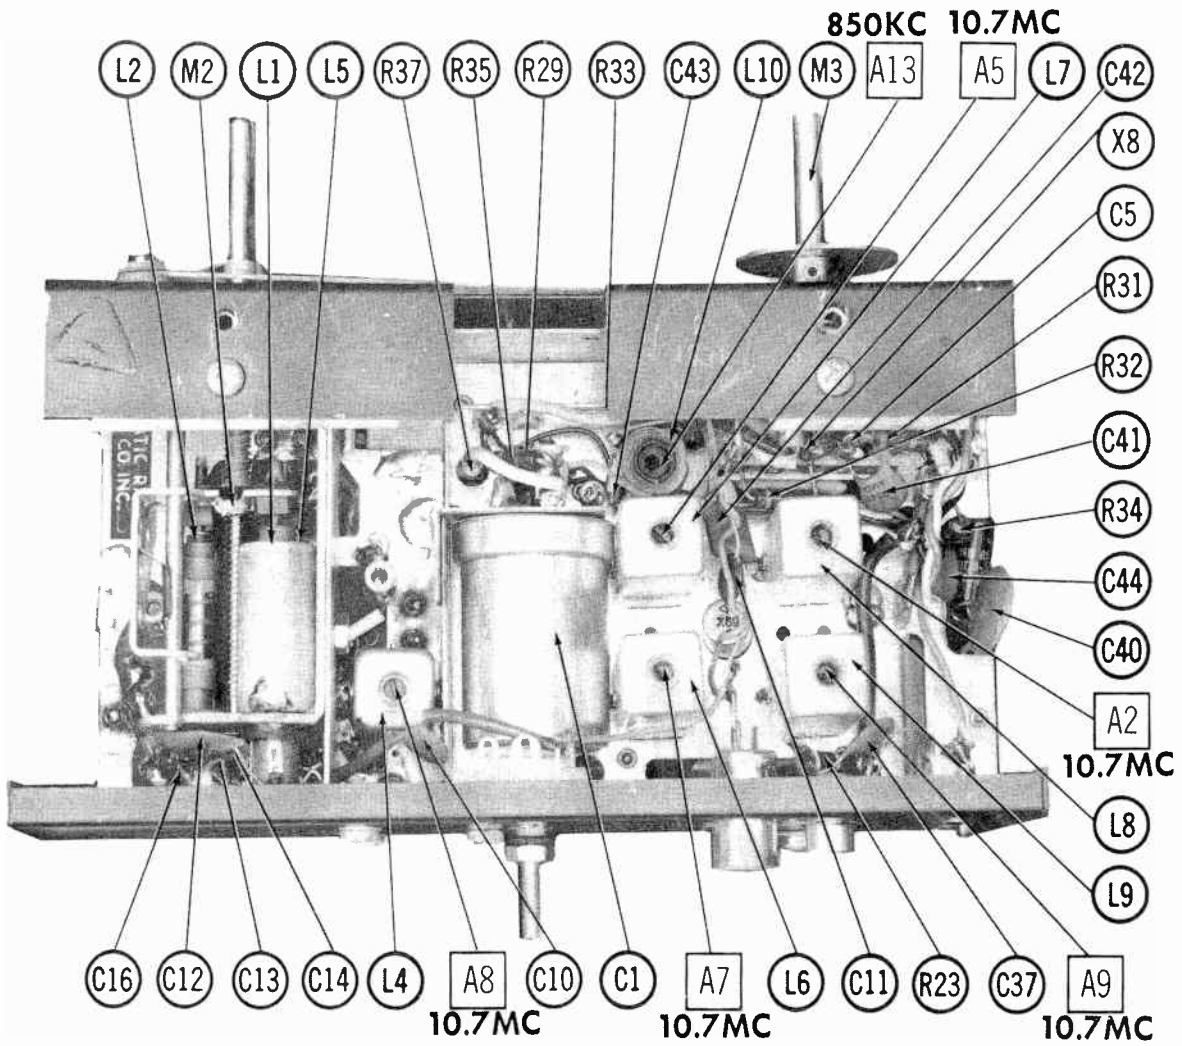 850KC 10.7MC
L2 M2 L1 L5 R37 R35 R29 R33 C43 L10 M3 A13 A5 L7 C42
X8
C5
R31
R32
C41
R34
C44
C40
A2
10.7MC
L8
L9
CO. INC.
C16 C12 C13 C14 L4 A8 C10 C1 A7 L6 C11 R23 C37 A9
10.7MC 10.7MC 10.7MC